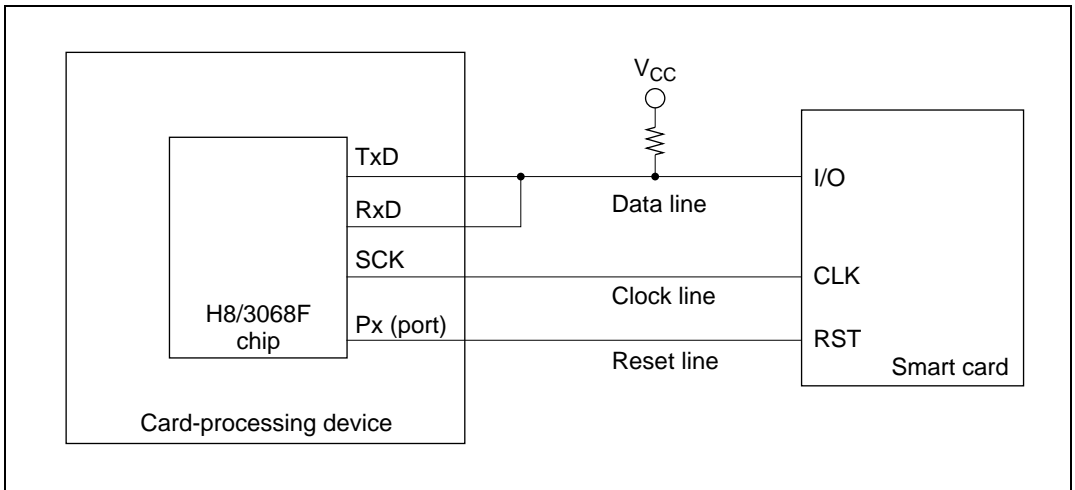 VCC
TxD
RxD
SCK
Px (port)
H8/3068F
chip
Card-processing device
Data line
Clock line
Reset line
I/O
CLK
RST
Smart card